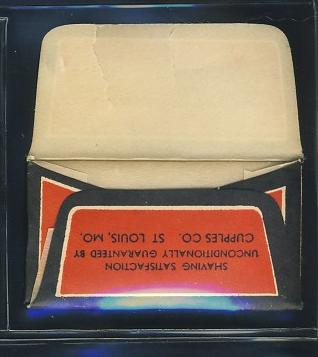 SHAVING SATISFACTION
UNCONDITIONALLY GUARANTEED BY
CUPPLES CO. ST. LOUIS, MO.